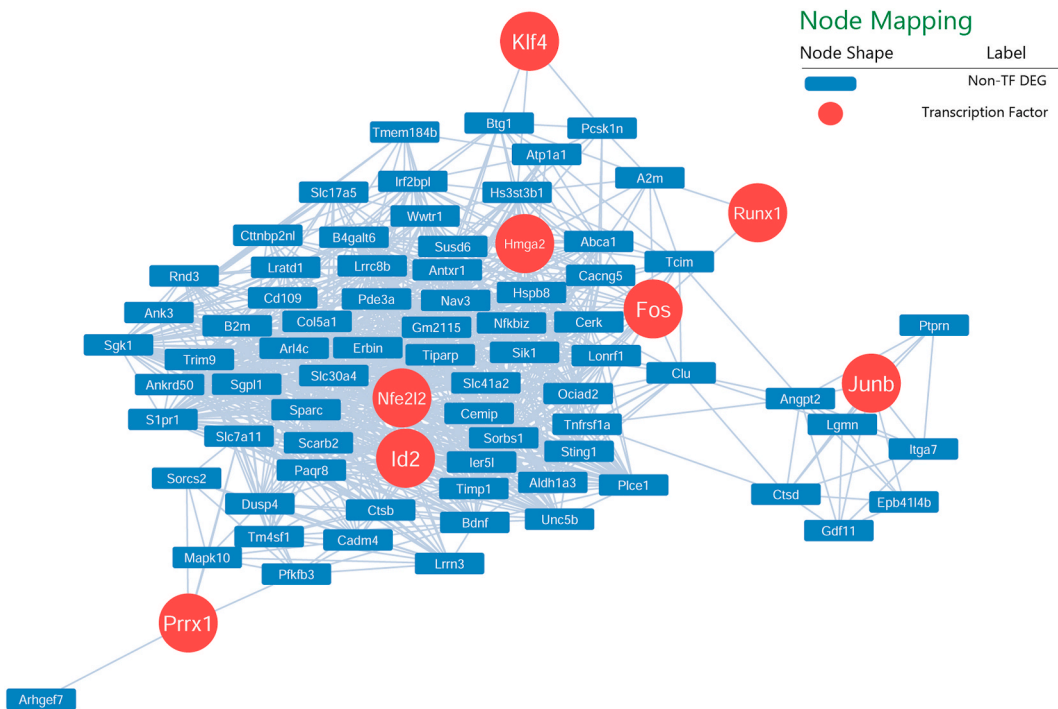 Node Mapping
Node Shape Label
Non-TF DEG
Transcription Factor
Klf4
Btg1
Pcsk1n
Tmem184b
Atp1a1
A2m
Irf2bpl
Slc17a5
Hs3st3b1
Runx1
Wwtr1
Cttnbp2nl
B4galt6
Susd6
Hmga2
Abca1
Tcim
Rnd3
Lratd1
Lrrc8b
Antxr1
Cacng5
Cd109
Pde3a
Nav3
Hspb8
Fos
Ank3
B2m
Col5a1
Gm2115
Nfkbiz
Cerk
Ptprn
Sgk1
Trim9
Arl4c
Erbin
Tiparp
Sik1
Lonrf1
Clu
Junb
Ankrd50
Sgpl1
Slc30a4
Nfe2l2
Slc41a2
Ociad2
Angpt2
S1pr1
Sparc
Cemip
Tnfrsf1a
Lgmn
Slc7a11
Scarb2
Id2
Sorbs1
Sting1
Itga7
Sorcs2
Paqr8
Ier5l
Timp1
Aldh1a3
Plce1
Ctsd
Epb41l4b
Dusp4
Ctsb
Bdnf
Unc5b
Gdf11
Tm4sf1
Cadm4
Mapk10
Pfkfb3
Lrrn3
Prrx1
Arhgef7